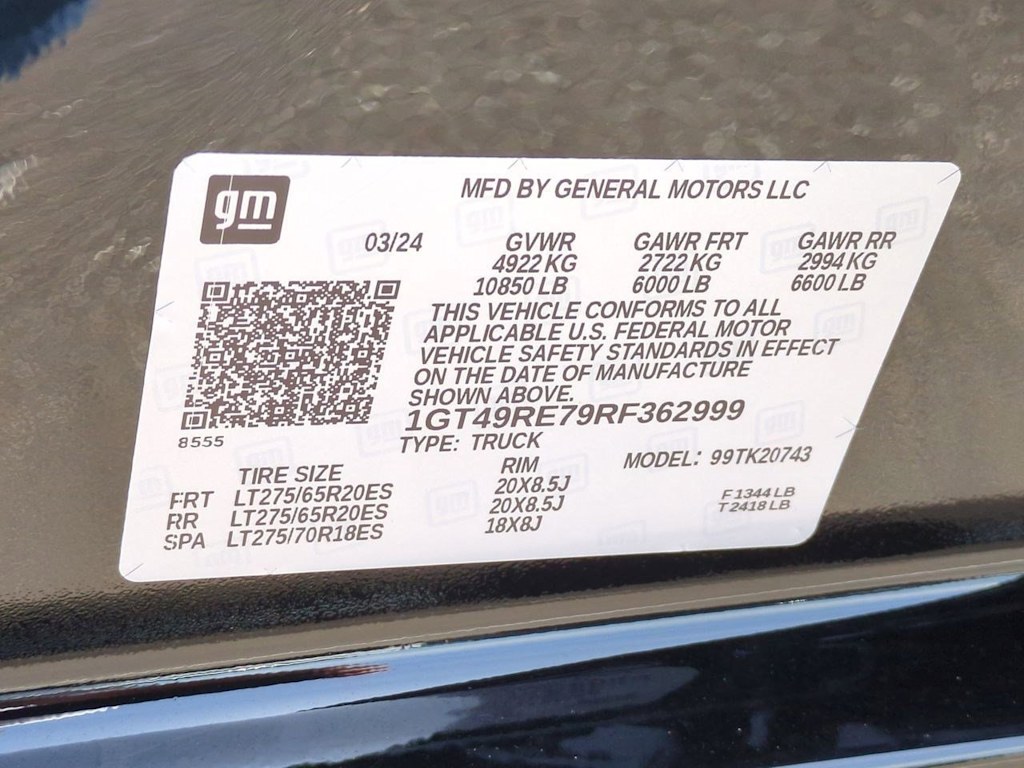 gm
MFD BY GENERAL MOTORS LLC
03/24 GVWR GAWR FRT GAWR RR
4922 KG 2722 KG 2994 KG
10850 LB 6000 LB 6600 LB
THIS VEHICLE CONFORMS TO ALL
APPLICABLE U.S. FEDERAL MOTOR
VEHICLE SAFETY STANDARDS IN EFFECT
ON THE DATE OF MANUFACTURE
SHOWN ABOVE.
1GT49RE79RF362999
8555
TYPE: TRUCK
MODEL: 99TK20743
TIRE SIZE RIM
FRT LT275/65R20ES 20X8.5J
RR LT275/65R20ES 20X8.5J
SPA LT275/70R18ES 18X8J
F1344 LB
T2418 LB